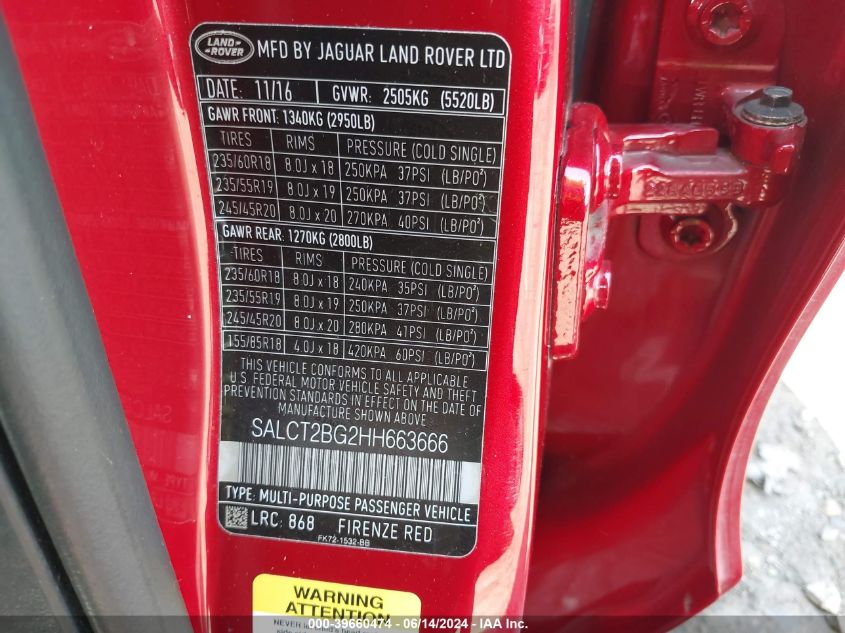 LAND-
-ROVER
MFD BY JAGUAR LAND ROVER LTD
DATE: 11/16 GVWR: 2505KG (5520LB)
GAWR FRONT: 1340KG (2950LB)
TIRES RIMS PRESSURE (COLD SINGLE)
235/60R18 8.0J x 18 250KPA 37PSI (LB/PO²)
235/55R19 8.0J x 19 250KPA 37PSI (LB/PO²)
245/45R20 8.0J x 20 270KPA 40PSI (LB/PO²)
GAWR REAR: 1270KG (2800LB)
TIRES RIMS PRESSURE (COLD SINGLE)
235/60R18 8.0J x 18 240KPA 35PSI (LB/PO²)
235/55R19 8.0J x 19 250KPA 37PSI (LB/PO²)
245/45R20 8.0J x 20 280KPA 41PSI (LB/PO²)
155/85R18 4.0J x 18 420KPA 60PSI (LB/PO²)
THIS VEHICLE CONFORMS TO ALL APPLICABLE
U.S. FEDERAL MOTOR VEHICLE SAFETY AND THEFT
PREVENTION STANDARDS IN EFFECT ON THE DATE OF
MANUFACTURE SHOWN ABOVE
SALCT2BG2HH663666
TYPE: MULTI-PURPOSE PASSENGER VEHICLE
LRC: 868 FIRENZE RED
FK72-1532-BB
WARNING
ATTENTION
000-39660474 - 06/14/2024 - IAA Inc.